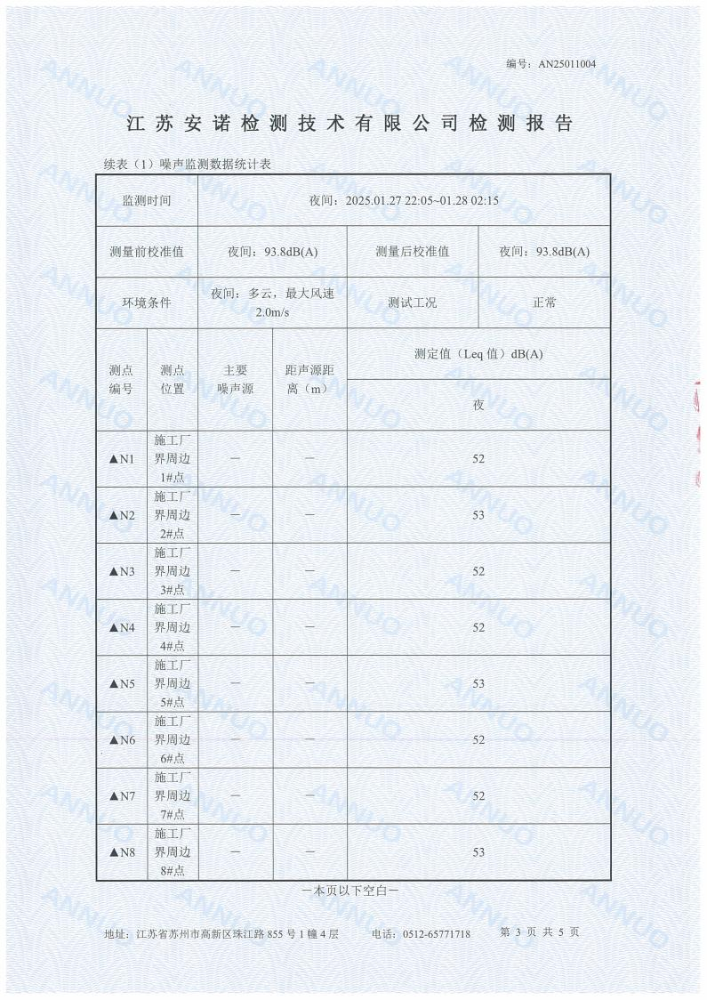 编号：AN25011004
江苏安诺检测技术有限公司检测报告
续表（1）噪声监测数据统计表
监测时间
夜间：2025.01.27 22:05~01.28 02:15
测量前校准值
夜间：93.8dB(A)
测量后校准值
夜间：93.8dB(A)
环境条件
夜间：多云，最大风速
2.0m/s
测试工况
正常
测点
编号
测点
位置
主要
噪声源
距声源距
离（m）
测定值（Leq 值）dB(A)
夜
▲N1
施工厂
界周边
1#点
—
—
52
▲N2
施工厂
界周边
2#点
—
—
53
▲N3
施工厂
界周边
3#点
—
—
52
▲N4
施工厂
界周边
4#点
—
—
52
▲N5
施工厂
界周边
5#点
—
—
53
▲N6
施工厂
界周边
6#点
—
—
52
▲N7
施工厂
界周边
7#点
—
—
52
▲N8
施工厂
界周边
8#点
—
—
53
—本页以下空白—
地址：江苏省苏州市高新区珠江路 855 号 1 幢 4 层 电话：0512-65771718 第 3 页 共 5 页
ANNUO